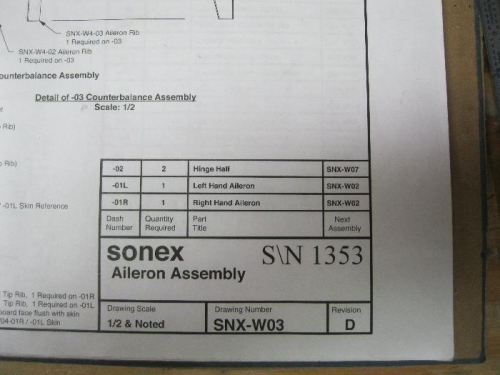 SNX-W4-03 Aileron Rib
1 Required on -03
SNX-W4-02 Aileron Rib
1 Required on -03
ounterbalance Assembly
Detail of -03 Counterbalance Assembly
Scale: 1/2
Rib)
Rib)
/ -01L Skin Reference
-02 2 Hinge Half SNX-W07
-01L 1 Left Hand Aileron SNX-W02
-01R 1 Right Hand Aileron SNX-W02
Dash Number Quantity Required Part Title Next Assembly
sonex S\N 1353
Aileron Assembly
Tip Rib, 1 Required on -01R
Tip Rib, 1 Required on -01L
board face flush with skin
04-01R / -01L Skin
Drawing Scale Drawing Number Revision
1/2 & Noted SNX-W03 D